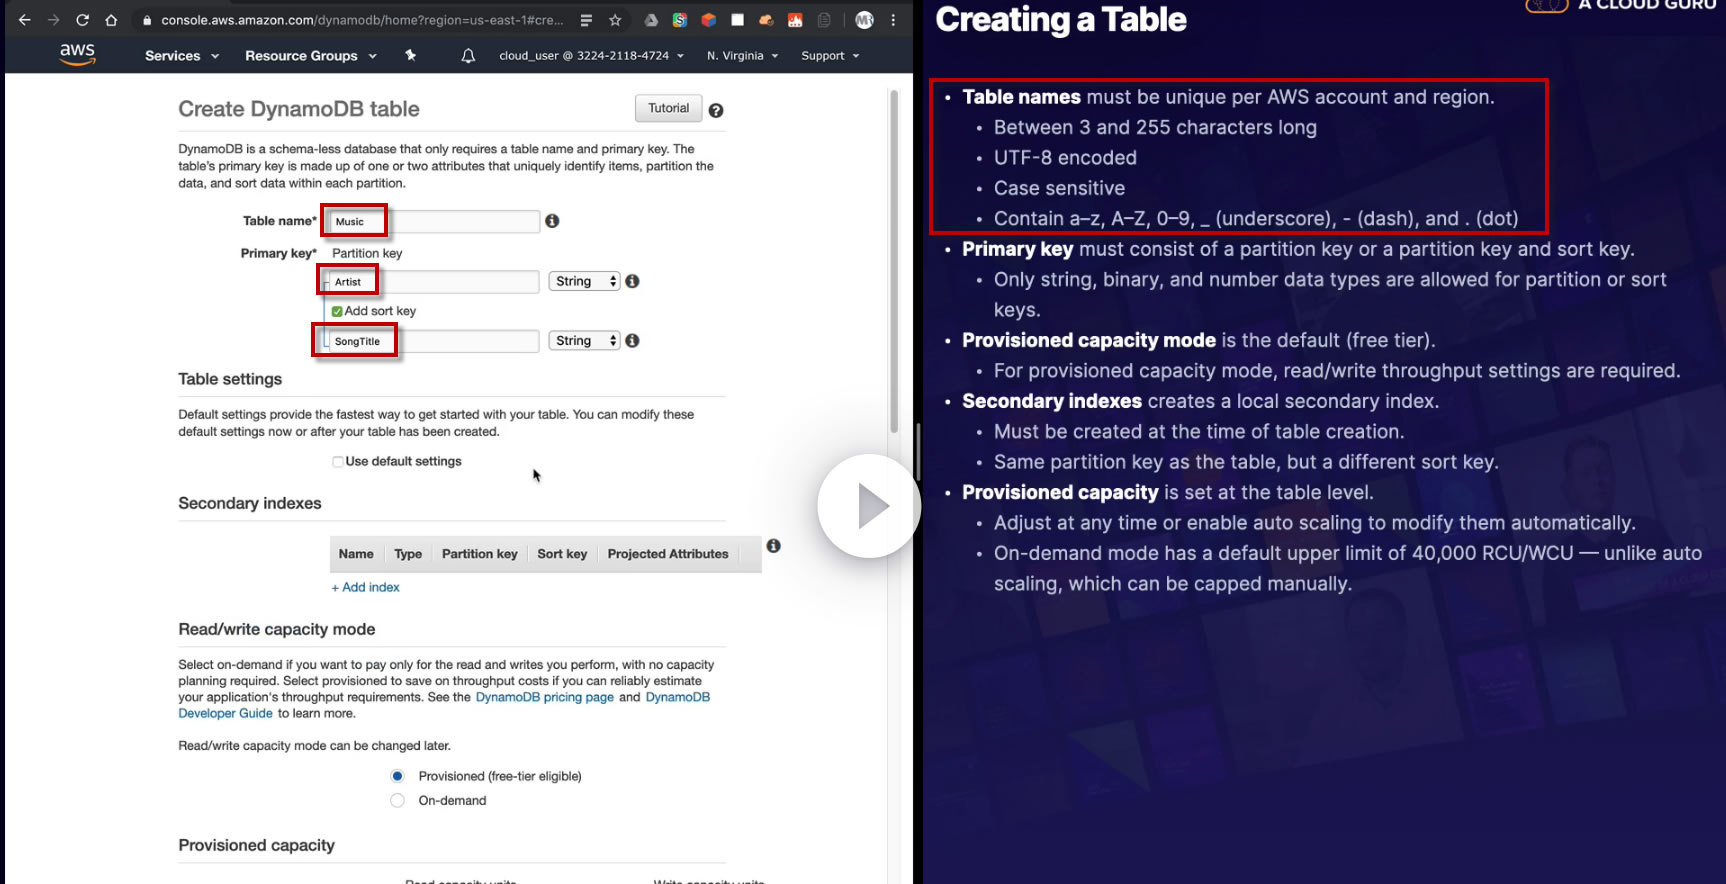 console.aws.amazon.com/dynamodb/home?region=us-east-1#cre...
aws
Services
Resource Groups
cloud_user @ 3224-2118-4724
N. Virginia
Support
Create DynamoDB table
Tutorial
DynamoDB is a schema-less database that only requires a table name and primary key. The
table's primary key is made up of one or two attributes that uniquely identify items, partition the
data, and sort data within each partition.
Table name*
Music
Primary key*
Partition key
Artist
String
Add sort key
SongTitle
String
Table settings
Default settings provide the fastest way to get started with your table. You can modify these
default settings now or after your table has been created.
Use default settings
Secondary indexes
Name Type Partition key Sort key Projected Attributes
+ Add index
Read/write capacity mode
Select on-demand if you want to pay only for the read and writes you perform, with no capacity
planning required. Select provisioned to save on throughput costs if you can reliably estimate
your application's throughput requirements. See the DynamoDB pricing page and DynamoDB
Developer Guide to learn more.
Read/write capacity mode can be changed later.
Provisioned (free-tier eligible)
On-demand
Provisioned capacity
Read capacity units
Write capacity units
A CLOUD GURU
Creating a Table
• Table names must be unique per AWS account and region.
• Between 3 and 255 characters long
• UTF-8 encoded
• Case sensitive
• Contain a–z, A–Z, 0–9, _ (underscore), - (dash), and . (dot)
• Primary key must consist of a partition key or a partition key and sort key.
• Only string, binary, and number data types are allowed for partition or sort
keys.
• Provisioned capacity mode is the default (free tier).
• For provisioned capacity mode, read/write throughput settings are required.
• Secondary indexes creates a local secondary index.
• Must be created at the time of table creation.
• Same partition key as the table, but a different sort key.
• Provisioned capacity is set at the table level.
• Adjust at any time or enable auto scaling to modify them automatically.
• On-demand mode has a default upper limit of 40,000 RCU/WCU — unlike auto
scaling, which can be capped manually.